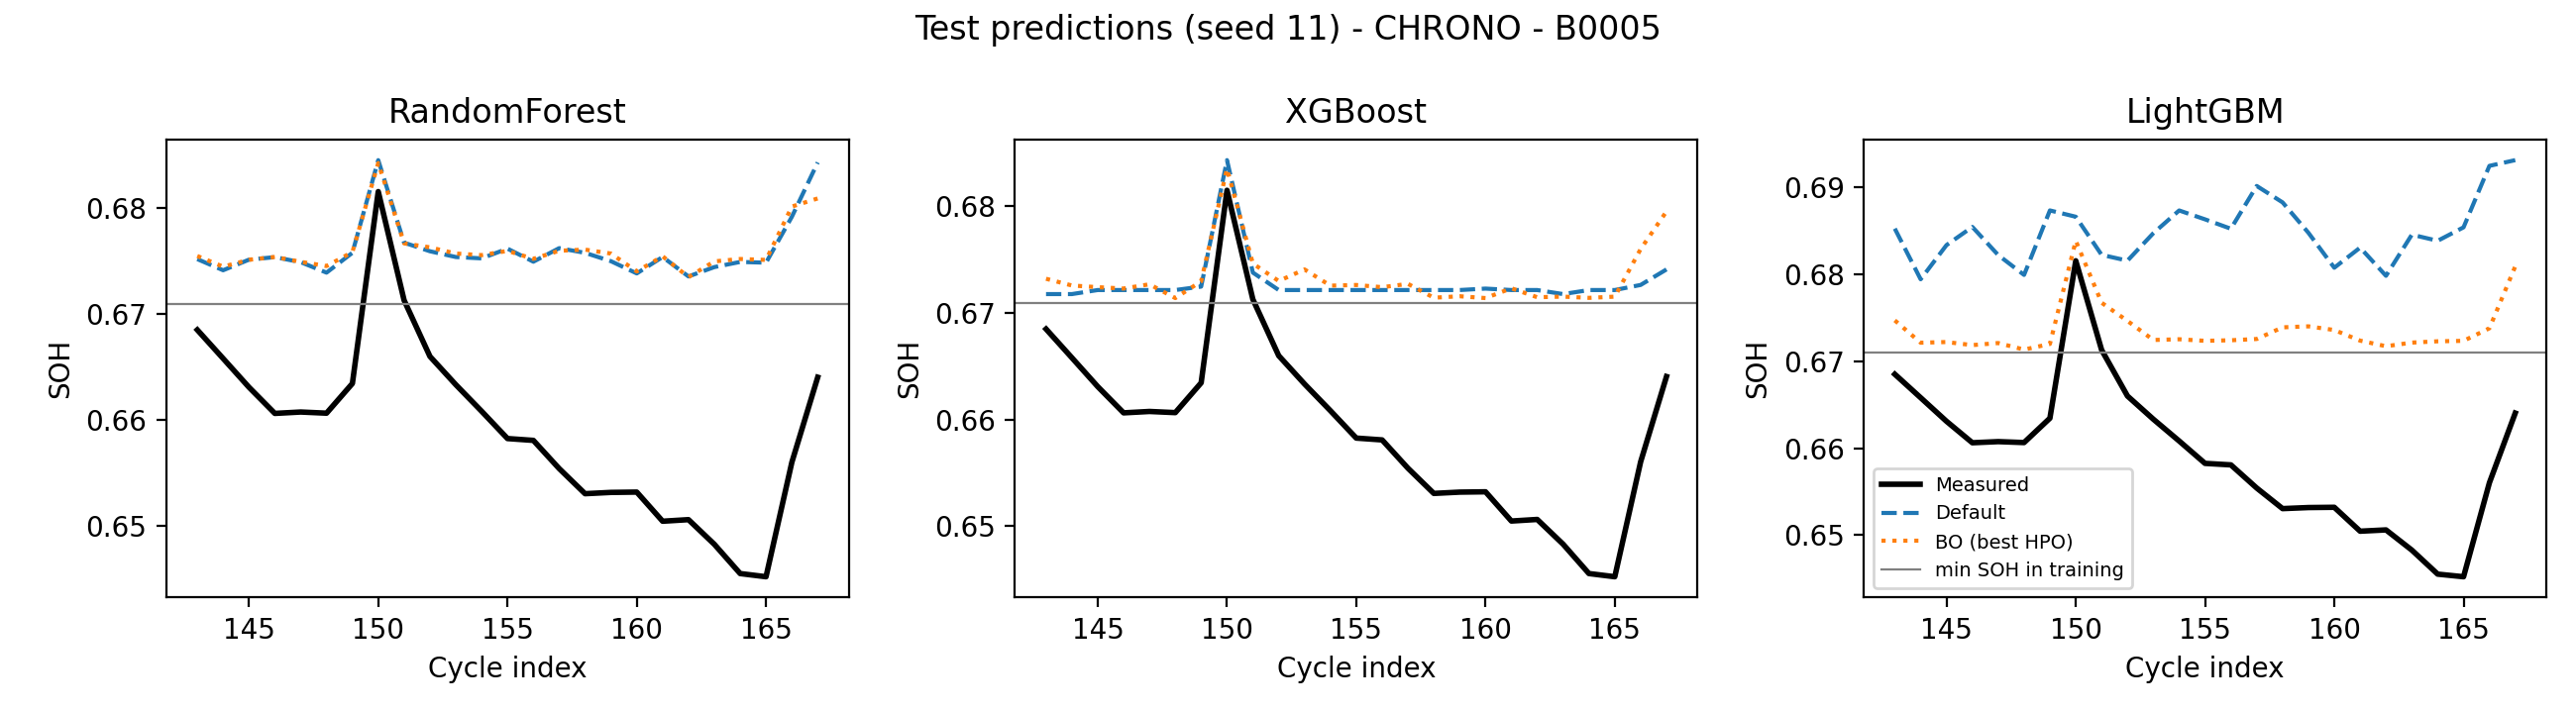 Test predictions (seed 11) - CHRONO - B0005
RandomForest
SOH
0.68
0.67
0.66
0.65
145 150 155 160 165
Cycle index
XGBoost
SOH
0.68
0.67
0.66
0.65
145 150 155 160 165
Cycle index
LightGBM
SOH
0.69
0.68
0.67
0.66
0.65
Measured
Default
BO (best HPO)
min SOH in training
145 150 155 160 165
Cycle index